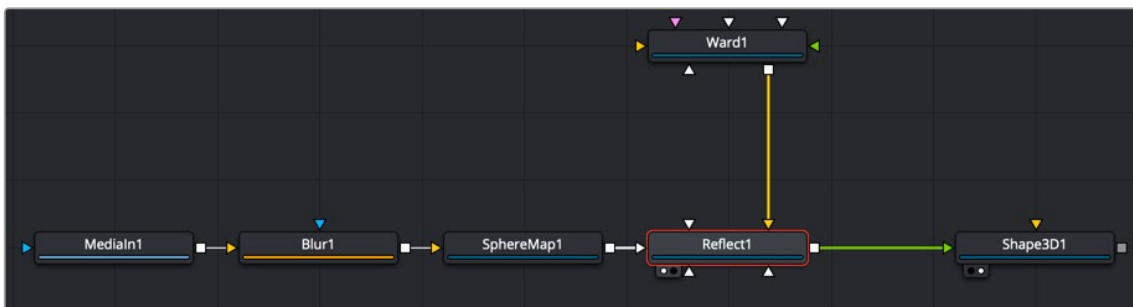 Ward1
MediaIn1
Blur1
SphereMap1
Reflect1
Shape3D1